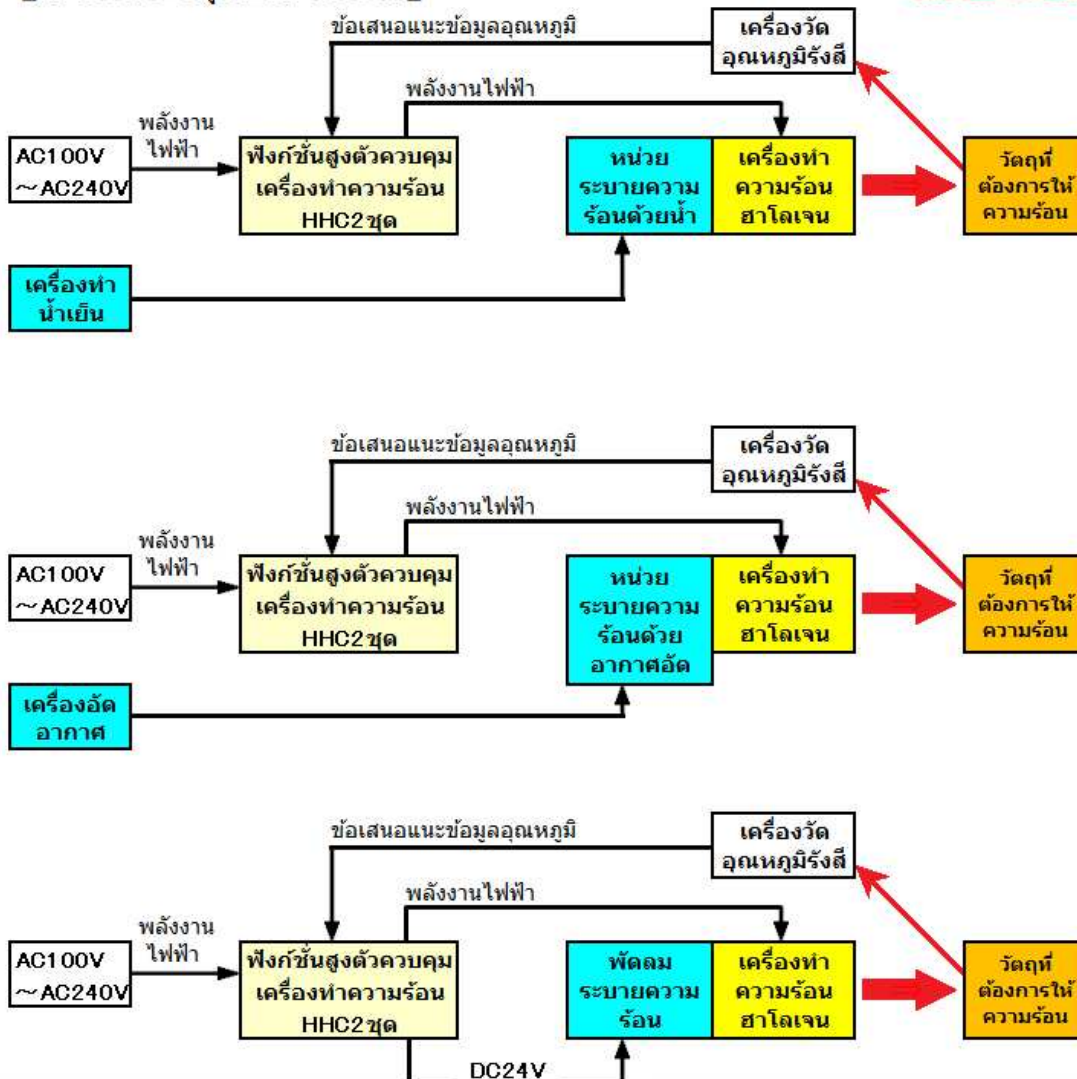 ข้อเสนอแนะข้อมูลอุณหภูมิ
เครื่องวัด
อุณหภูมิรังสี
พลังงาน
ไฟฟ้า
พลังงานไฟฟ้า
AC100V
～AC240V
ฟังก์ชั่นสูงตัวควบคุม
เครื่องทำความร้อน
HHC2ชุด
หน่วย
ระบายความ
ร้อนด้วยน้ำ
เครื่องทำ
ความร้อน
ฮาโลเจน
วัตถุที่
ต้องการให้
ความร้อน
เครื่องทำ
น้ำเย็น
ข้อเสนอแนะข้อมูลอุณหภูมิ
เครื่องวัด
อุณหภูมิรังสี
พลังงาน
ไฟฟ้า
พลังงานไฟฟ้า
AC100V
～AC240V
ฟังก์ชั่นสูงตัวควบคุม
เครื่องทำความร้อน
HHC2ชุด
หน่วย
ระบายความ
ร้อนด้วย
อากาศอัด
เครื่องทำ
ความร้อน
ฮาโลเจน
วัตถุที่
ต้องการให้
ความร้อน
เครื่องอัด
อากาศ
ข้อเสนอแนะข้อมูลอุณหภูมิ
เครื่องวัด
อุณหภูมิรังสี
พลังงาน
ไฟฟ้า
พลังงานไฟฟ้า
AC100V
～AC240V
ฟังก์ชั่นสูงตัวควบคุม
เครื่องทำความร้อน
HHC2ชุด
พัดลม
ระบายความ
ร้อน
เครื่องทำ
ความร้อน
ฮาโลเจน
วัตถุที่
ต้องการให้
ความร้อน
DC24V